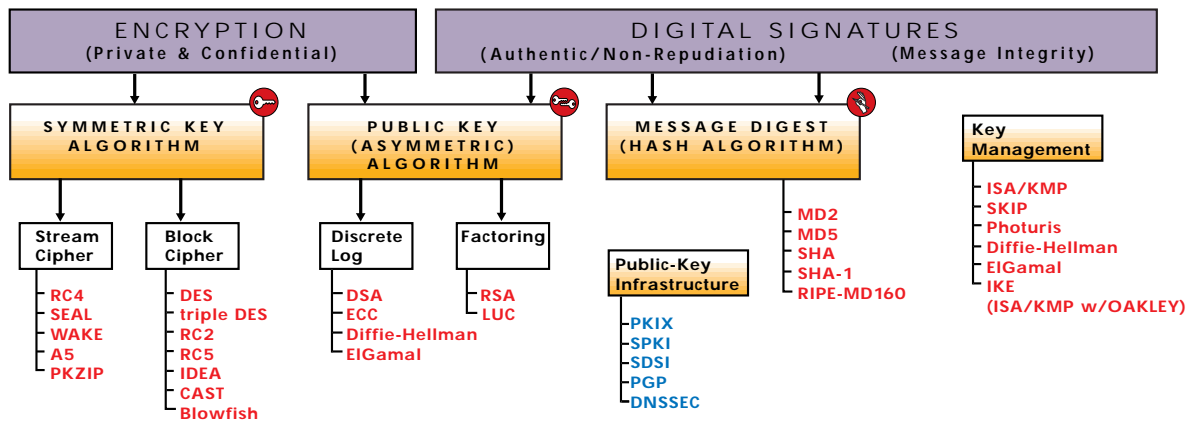 ENCRYPTION
(Private & Confidential)
DIGITAL SIGNATURES
(Authentic/Non-Repudiation) (Message Integrity)
SYMMETRIC KEY
ALGORITHM
PUBLIC KEY
(ASYMMETRIC)
ALGORITHM
MESSAGE DIGEST
(HASH ALGORITHM)
Key
Management
ISA/KMP
SKIP
Photuris
Diffie-Hellman
ElGamal
IKE
(ISA/KMP w/OAKLEY)
Stream
Cipher
RC4
SEAL
WAKE
A5
PKZIP
Block
Cipher
DES
triple DES
RC2
RC5
IDEA
CAST
Blowfish
Discrete
Log
DSA
ECC
Diffie-Hellman
ElGamal
Factoring
RSA
LUC
MD2
MD5
SHA
SHA-1
RIPE-MD160
Public-Key
Infrastructure
PKIX
SPKI
SDSI
PGP
DNSSEC